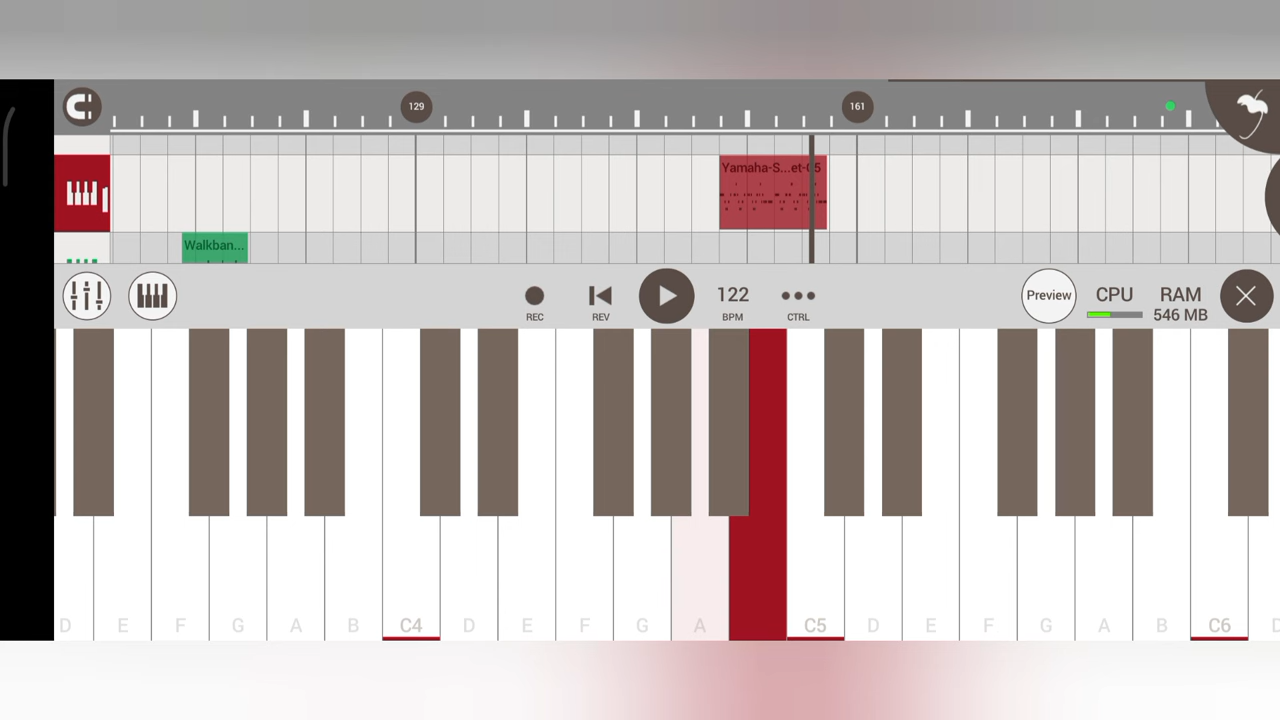 129
161
Yamaha-S...et-C5
Walkban...
REC
REV
122
BPM
CTRL
Preview
CPU
RAM
546 MB
D E F G A B C4 D E F G A C5 D E F G A B C6